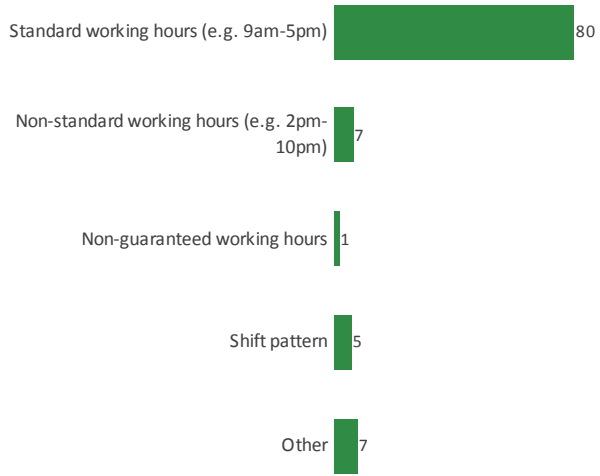 Standard working hours (e.g. 9am-5pm) 80
Non-standard working hours (e.g. 2pm-
10pm) 7
Non-guaranteed working hours 1
Shift pattern 5
Other 7